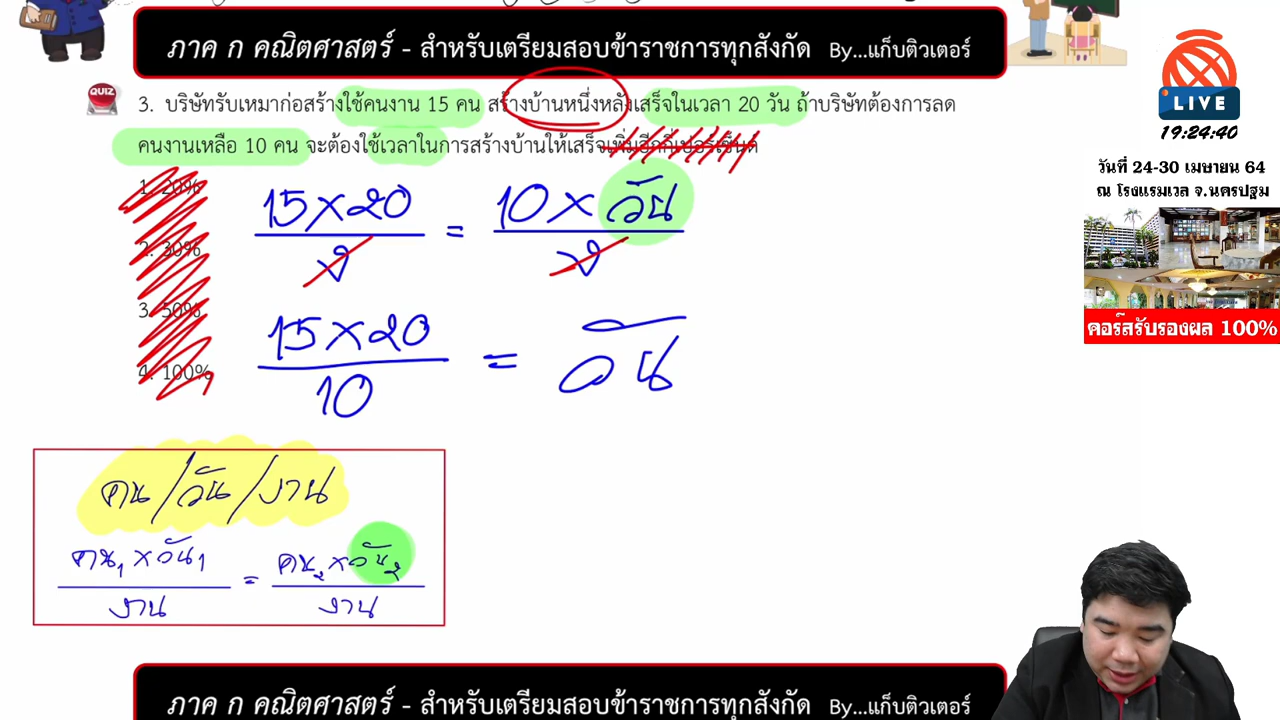 ภาค ก คณิตศาสตร์ - สำหรับเตรียมสอบข้าราชการทุกสังกัด By...แก็บติวเตอร์
LIVE
19:24:40
QUIZ
3. บริษัทรับเหมาก่อสร้างใช้คนงาน 15 คน สร้างบ้านหนึ่งหลังเสร็จในเวลา 20 วัน ถ้าบริษัทต้องการลด
คนงานเหลือ 10 คน จะต้องใช้เวลาในการสร้างบ้านให้เสร็จเพิ่มอีกกี่เปอร์เซ็นต์
วันที่ 24-30 เมษายน 64
ณ โรงแรมเวล จ.นครปฐม
คอร์สรับรองผล 100%
1. 20%
2. 30%
3. 50%
4. 100%
15 × 20 = 10 × วัน
15 × 20
10
= วัน
คน/วัน/งาน
คน1 × วัน1 = คน2 × วัน2
งาน งาน
ภาค ก คณิตศาสตร์ - สำหรับเตรียมสอบข้าราชการทุกสังกัด By...แก็บติวเตอร์